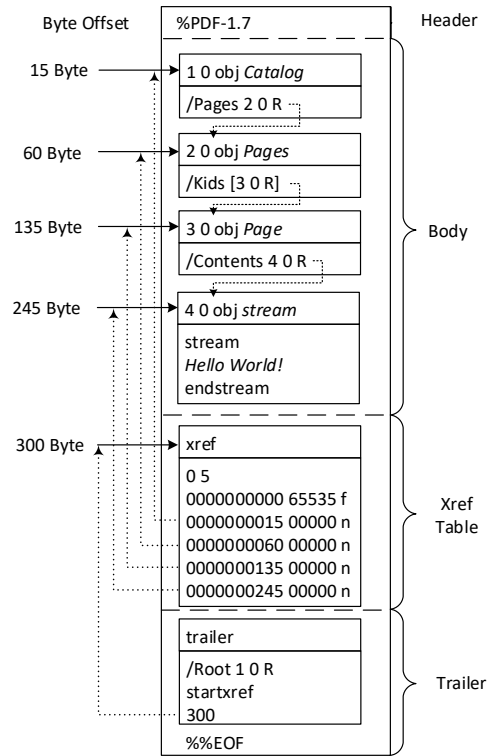 Byte Offset
%PDF-1.7
Header
15 Byte
1 0 obj Catalog
/Pages 2 0 R
60 Byte
2 0 obj Pages
/Kids [3 0 R]
135 Byte
3 0 obj Page
/Contents 4 0 R
Body
245 Byte
4 0 obj stream
stream
Hello World!
endstream
300 Byte
xref
0 5
0000000000 65535 f
0000000015 00000 n
0000000060 00000 n
0000000135 00000 n
0000000245 00000 n
Xref
Table
trailer
/Root 1 0 R
startxref
300
Trailer
%%EOF